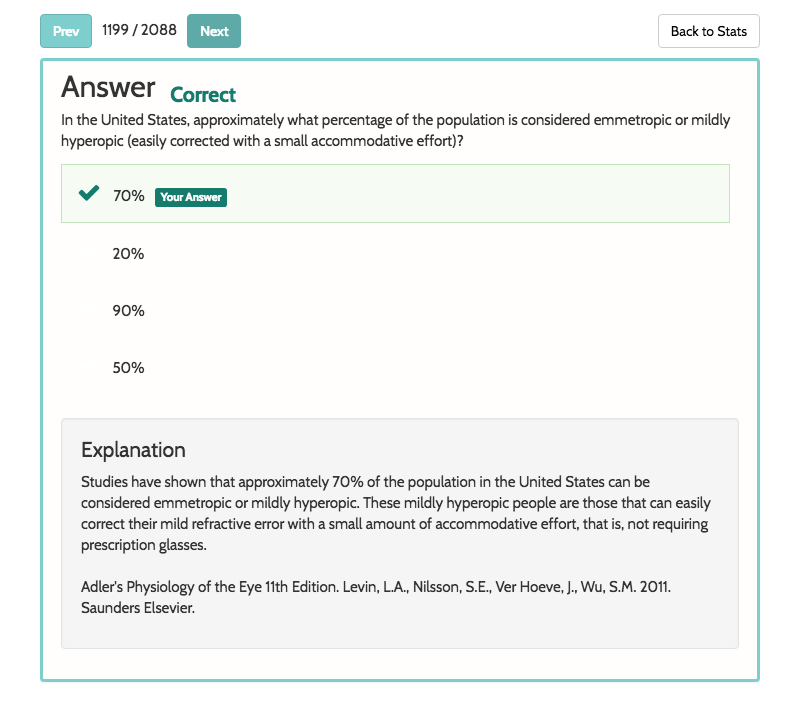 Prev 1199 / 2088 Next Back to Stats
Answer Correct
In the United States, approximately what percentage of the population is considered emmetropic or mildly
hyperopic (easily corrected with a small accommodative effort)?
70% Your Answer
20%
90%
50%
Explanation
Studies have shown that approximately 70% of the population in the United States can be
considered emmetropic or mildly hyperopic. These mildly hyperopic people are those that can easily
correct their mild refractive error with a small amount of accommodative effort, that is, not requiring
prescription glasses.
Adler's Physiology of the Eye 11th Edition. Levin, L.A., Nilsson, S.E., Ver Hoeve, J., Wu, S.M. 2011.
Saunders Elsevier.